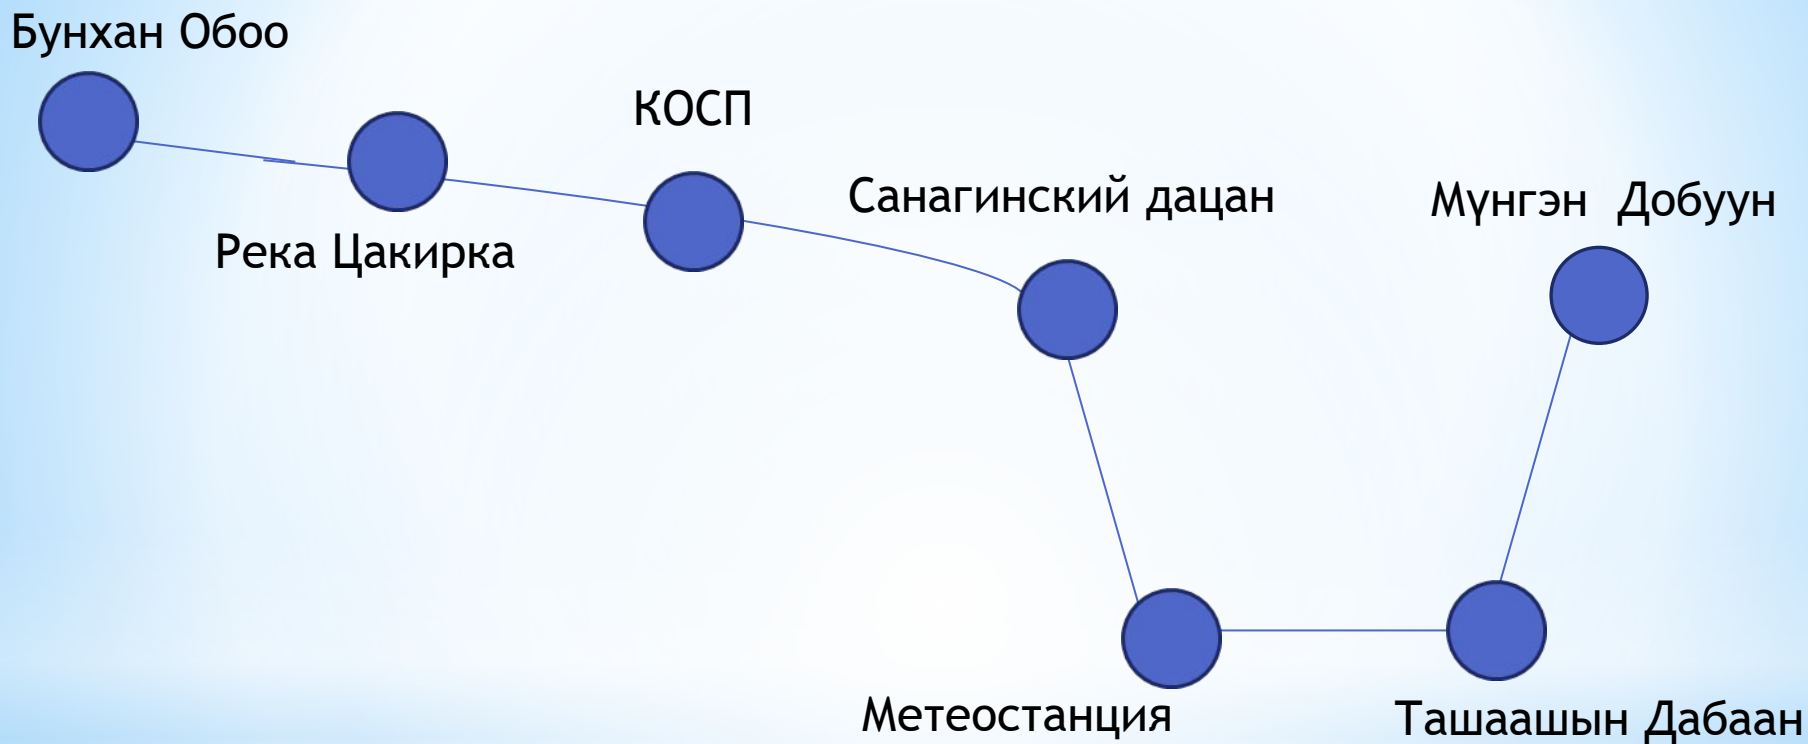 Бунхан Обоо
КОСП
Санагинский дацан
Мүнгэн Добуун
Река Цакирка
Метеостанция
Ташаашын Дабаан